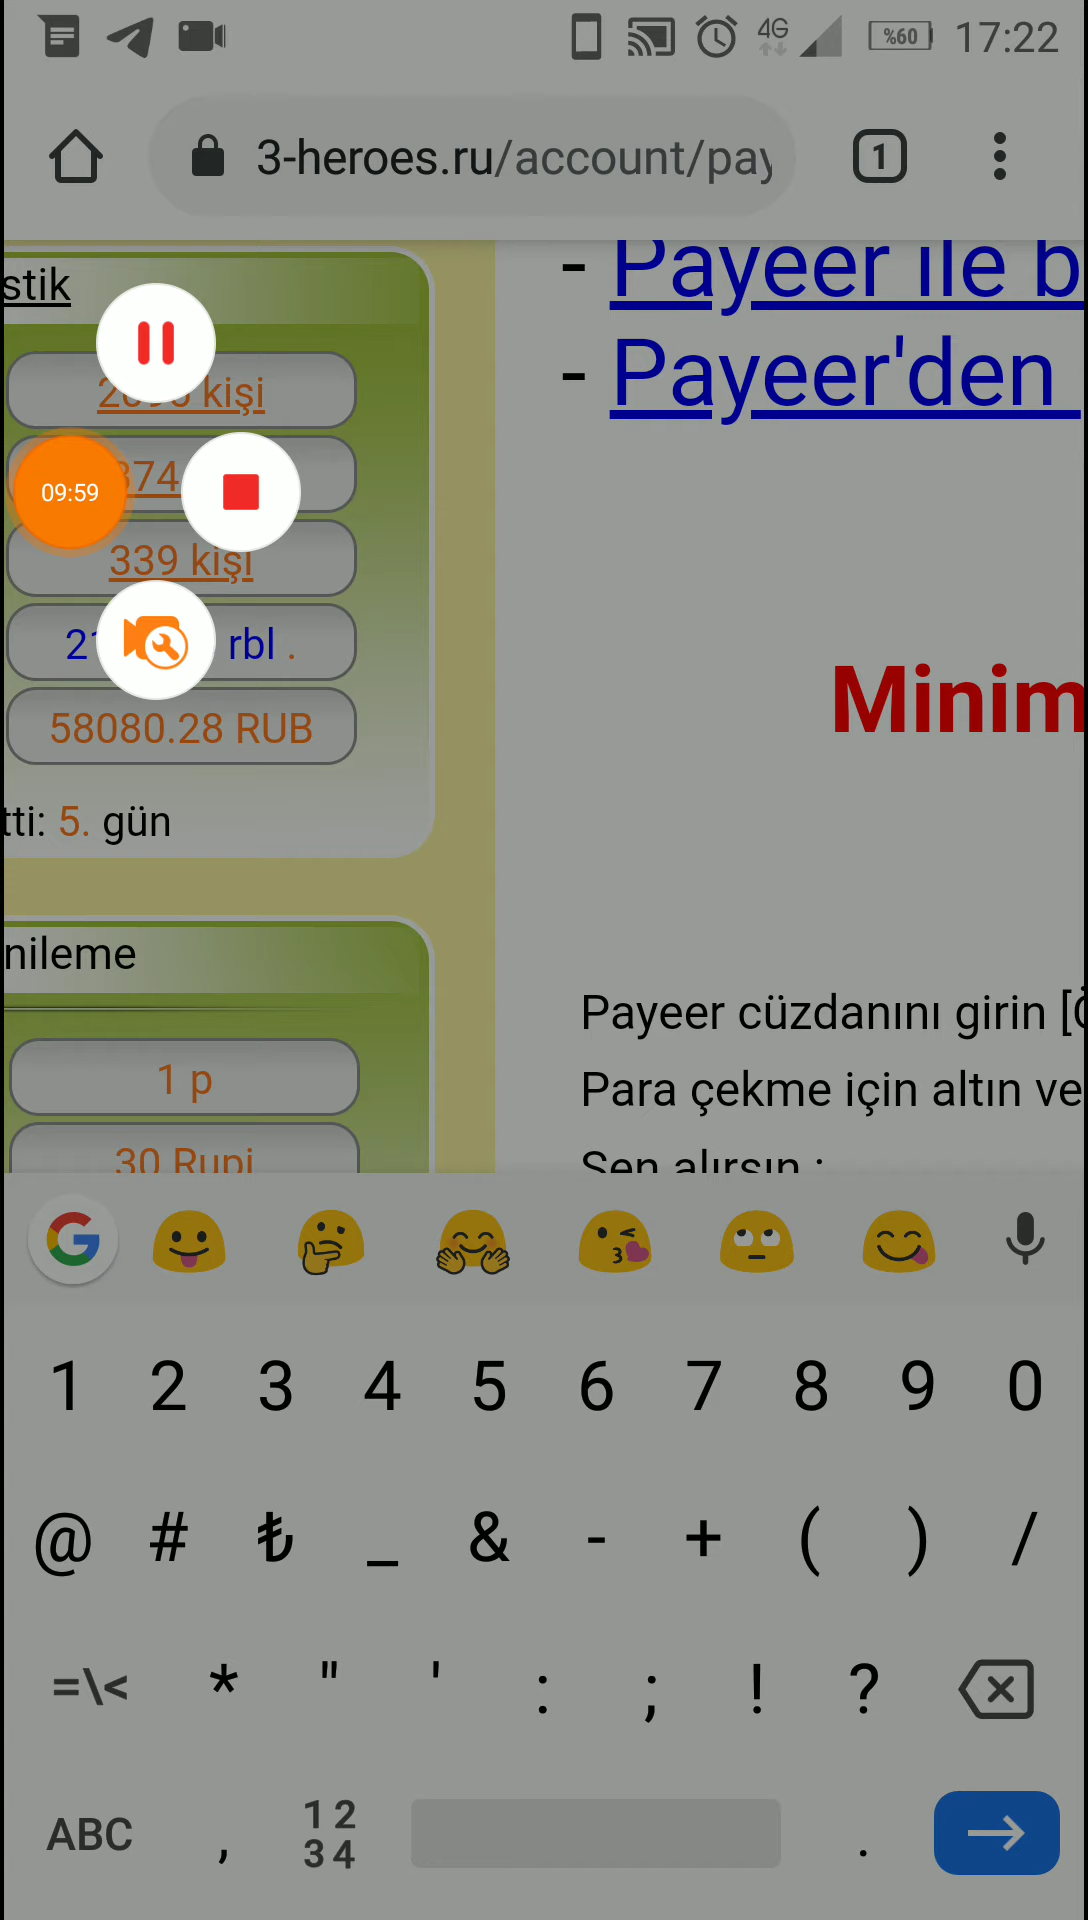 4G
%60
17:22
3-heroes.ru/account/pay
1
stik
- Payeer ile b
- Payeer'den
kişi
374
09:59
339 kişi
rbl .
58080.28 RUB
Minim
tti: 5. gün
nileme
Payeer cüzdanını girin [Ö
1 p
Para çekme için altın ve
30 Rupi
Sen alırsın :
1 2 3 4 5 6 7 8 9 0
@ # ₺ _ & - + ( ) /
=\< * " ' : ; ! ?
ABC , 12 34 .